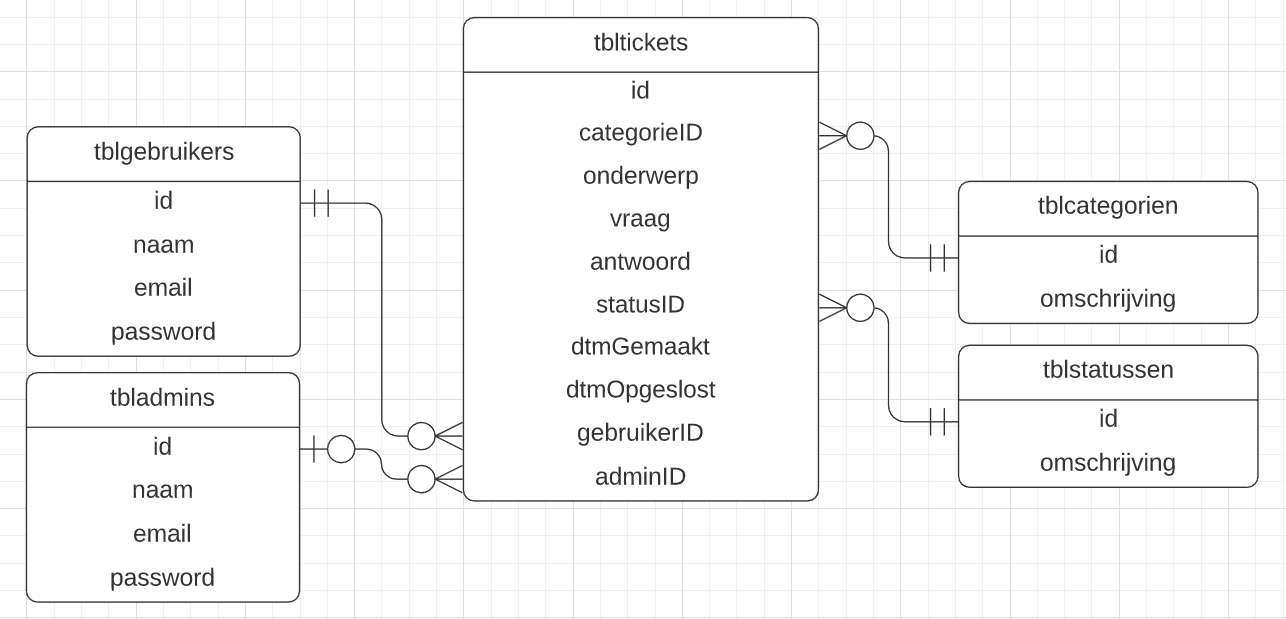 tbltickets
id
categorieID
onderwerp
vraag
antwoord
statusID
dtmGemaakt
dtmOpgeslost
gebruikerID
adminID
tblgebruikers
id
naam
email
password
tbladmins
id
naam
email
password
tblcategorien
id
omschrijving
tblstatussen
id
omschrijving